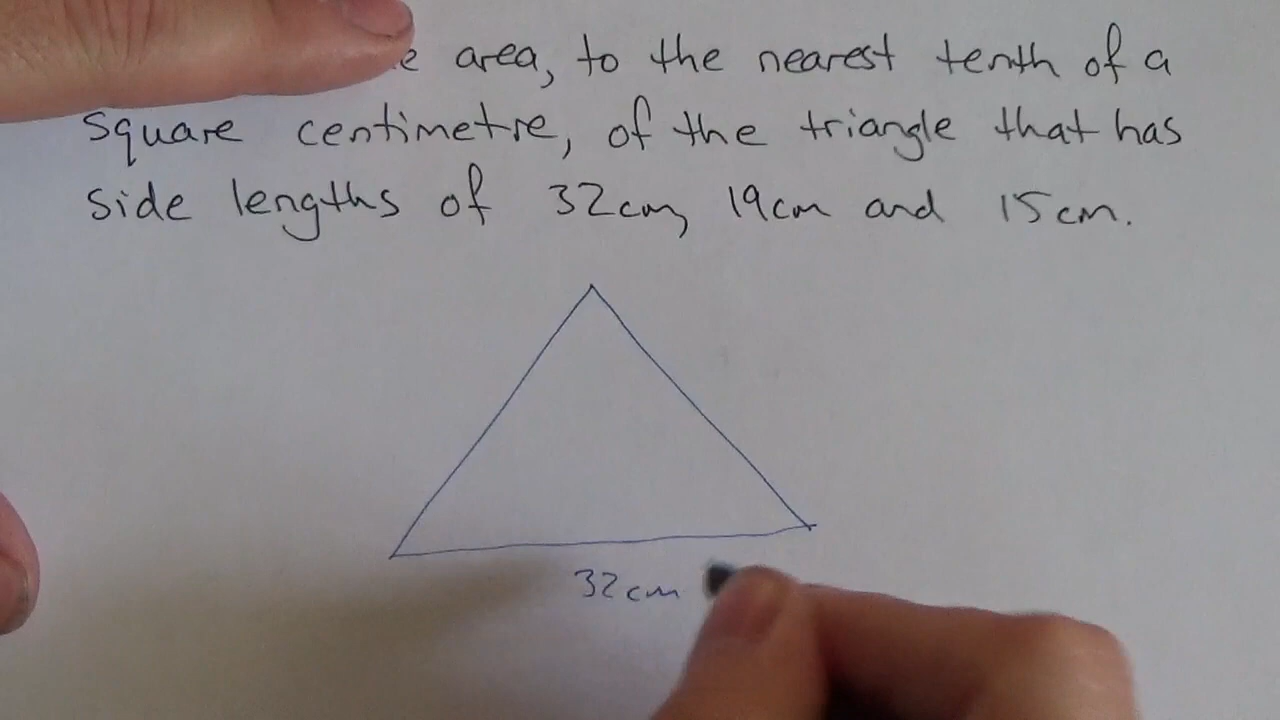 area, to the nearest tenth of a
square centimetre, of the triangle that has
side lengths of 32cm, 19cm and 15cm.
32cm